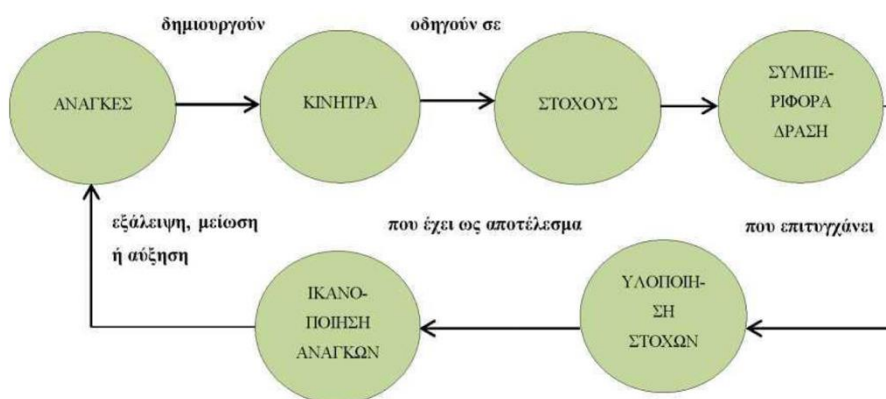 δημιουργούν
οδηγούν σε
ΑΝΑΓΚΕΣ
ΚΙΝΗΤΡΑ
ΣΤΟΧΟΥΣ
ΣΥΜΠΕ-
ΡΙΦΟΡΑ
ΔΡΑΣΗ
εξάλειψη, μείωση
ή αύξηση
που έχει ως αποτέλεσμα
που επιτυγχάνει
ΙΚΑΝΟ-
ΠΟΙΗΣΗ
ΑΝΑΓΚΩΝ
ΥΛΟΠΟΙΗ-
ΣΗ
ΣΤΟΧΩΝ